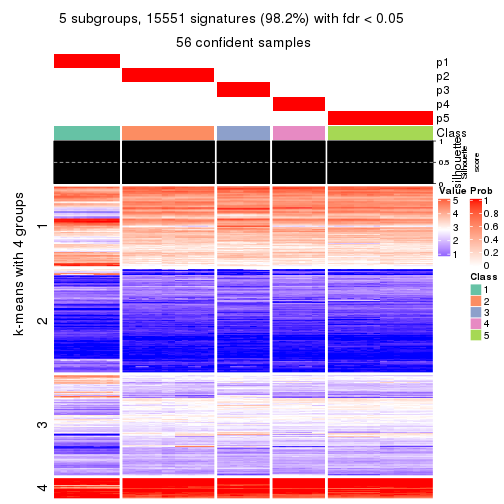 5 subgroups, 15551 signatures (98.2%) with fdr < 0.05
56 confident samples
p1
p2
p3
p4
p5
Class
1
0.5
0
silhouette
silhouette
score
k-means with 4 groups
1
2
3
4
Value
5
4
3
2
1
Prob
1
0.8
0.6
0.4
0.2
0
Class
1
2
3
4
5